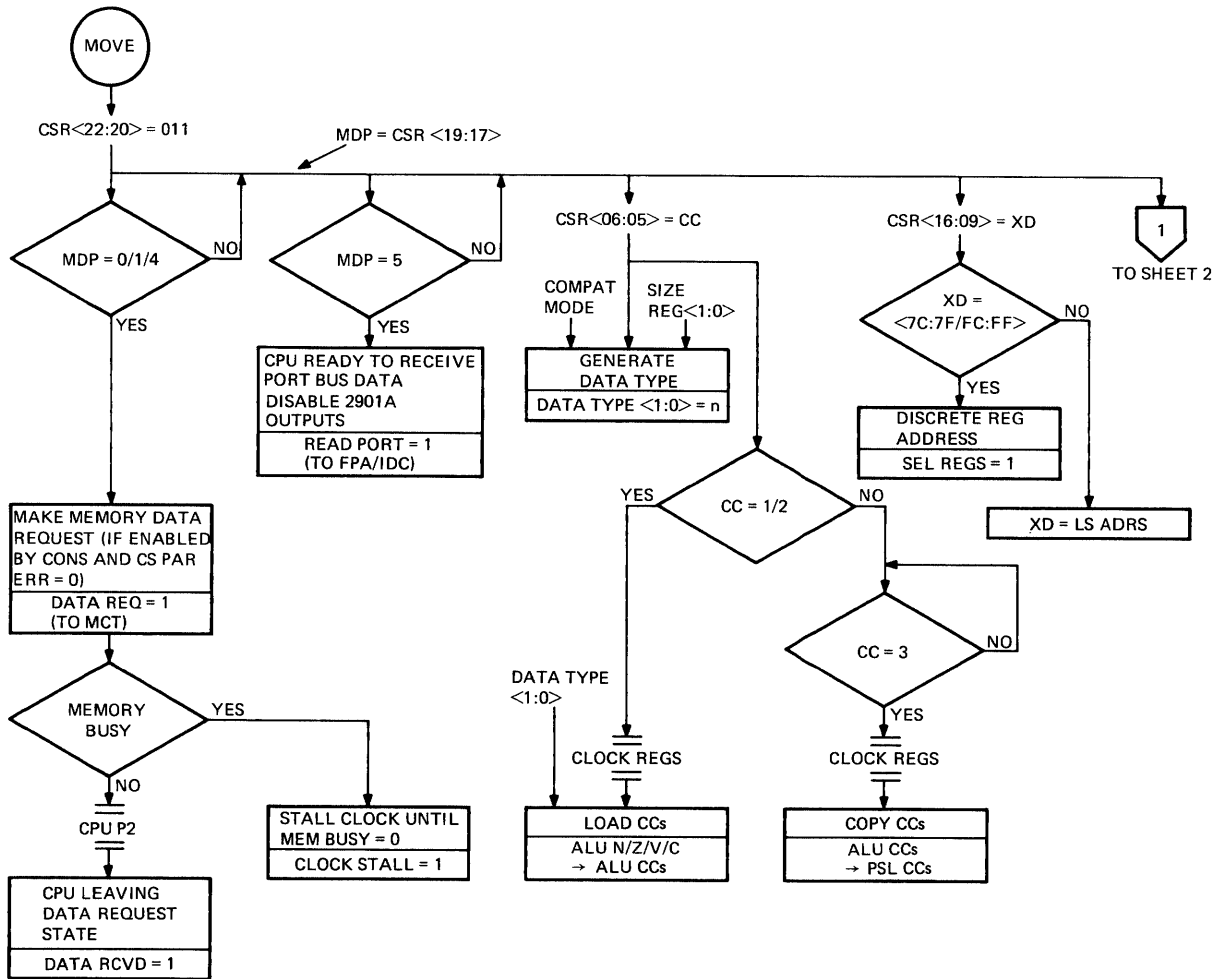 MOVE
CSR<22:20> = 011
MDP = CSR <19:17>
MDP = 0/1/4
NO
YES
MDP = 5
NO
YES
CSR<06:05> = CC
CSR<16:09> = XD
1
TO SHEET 2
COMPAT
MODE
SIZE
REG<1:0>
XD =
<7C:7F/FC:FF>
NO
YES
CPU READY TO RECEIVE
PORT BUS DATA
DISABLE 2901A
OUTPUTS
READ PORT = 1
(TO FPA/IDC)
GENERATE
DATA TYPE
DATA TYPE <1:0> = n
DISCRETE REG
ADDRESS
SEL REGS = 1
XD = LS ADRS
YES
CC = 1/2
NO
MAKE MEMORY DATA
REQUEST (IF ENABLED
BY CONS AND CS PAR
ERR = 0)
DATA REQ = 1
(TO MCT)
CC = 3
NO
YES
DATA TYPE
<1:0>
MEMORY
BUSY
YES
NO
CPU P2
CLOCK REGS
CLOCK REGS
STALL CLOCK UNTIL
MEM BUSY = 0
CLOCK STALL = 1
LOAD CCs
ALU N/Z/V/C
→ ALU CCs
COPY CCs
ALU CCs
→ PSL CCs
CPU LEAVING
DATA REQUEST
STATE
DATA RCVD = 1